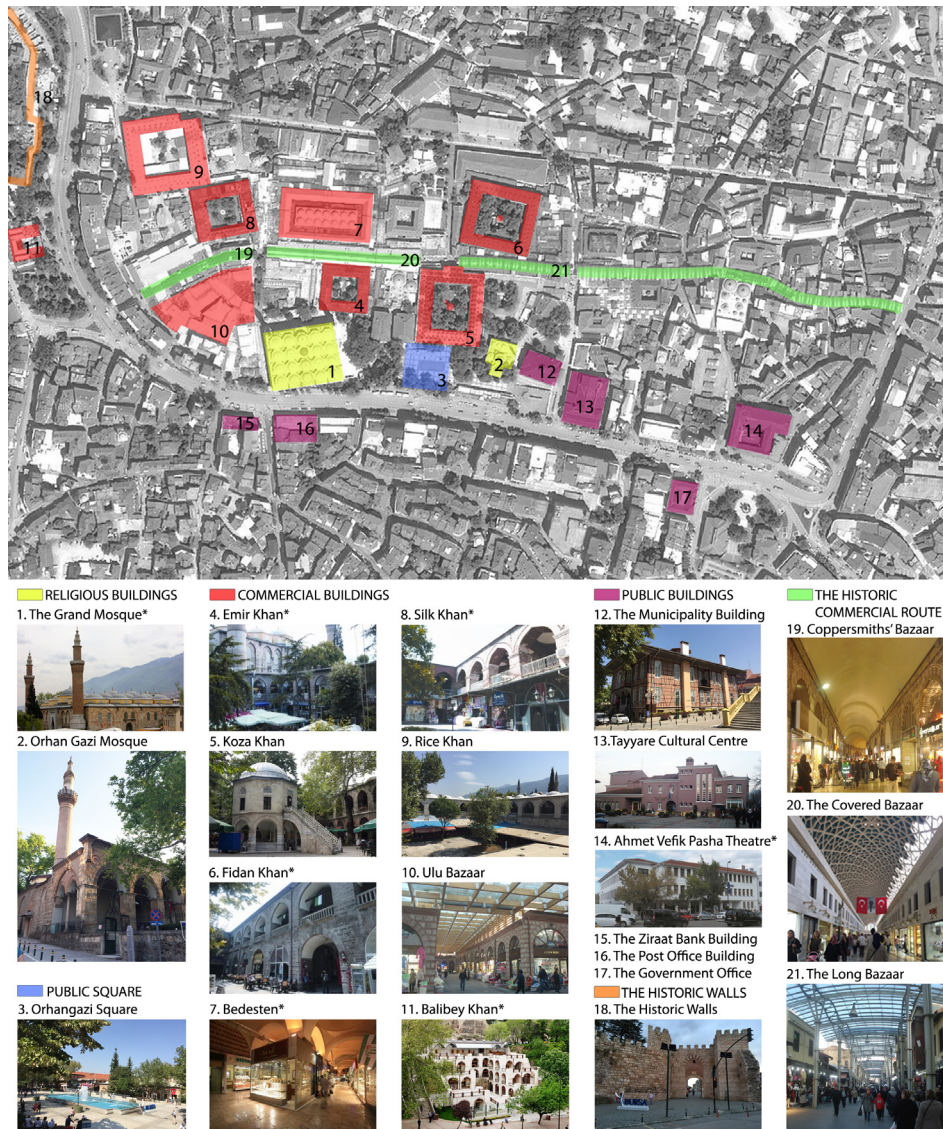 18
9
8
7
6
11
19
20
21
4
10
5
1
3
2
12
13
14
15
16
17
RELIGIOUS BUILDINGS
1. The Grand Mosque*
2. Orhan Gazi Mosque
PUBLIC SQUARE
3. Orhangazi Square
COMMERCIAL BUILDINGS
4. Emir Khan*
5. Koza Khan
6. Fidan Khan*
7. Bedesten*
8. Silk Khan*
9. Rice Khan
10. Ulu Bazaar
11. Balibey Khan*
PUBLIC BUILDINGS
12. The Municipality Building
13.Tayyare Cultural Centre
14. Ahmet Vefik Pasha Theatre*
15. The Ziraat Bank Building
16. The Post Office Building
17. The Government Office
THE HISTORIC WALLS
18. The Historic Walls
THE HISTORIC
COMMERCIAL ROUTE
19. Coppersmiths' Bazaar
20. The Covered Bazaar
21. The Long Bazaar